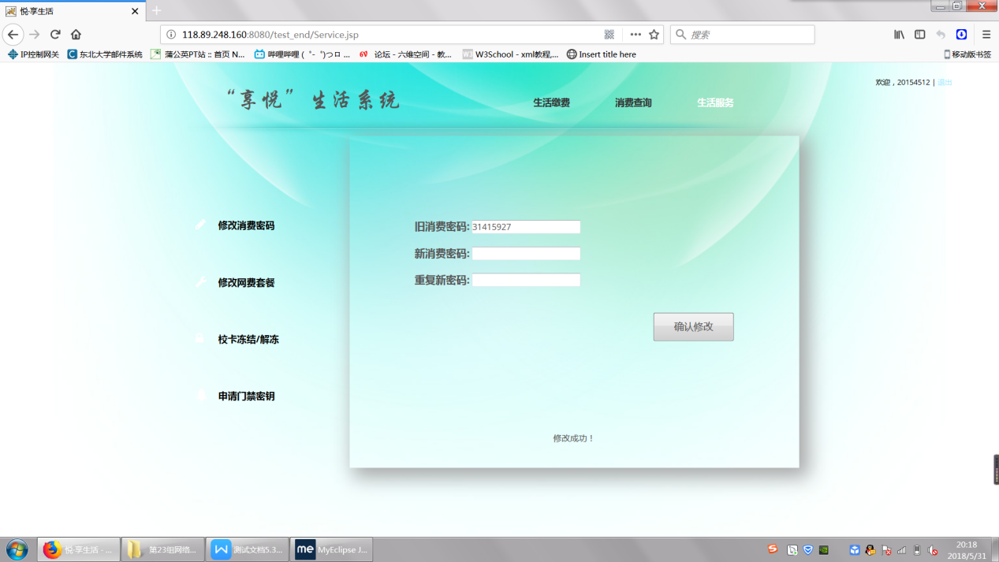 悦·享生活
118.89.248.160:8080/test_end/Service.jsp
搜索
IP控制网关 东北大学邮件系统 蒲公英PT站 :: 首页 N... 哔哩哔哩 ( ゜- ゜)つロ ... 6V 论坛 - 六维空间 - 教... W3 W3School - xml教程,... Insert title here 移动版书签
欢迎，20154512 | 退出
“享悦”生活系统
生活缴费 消费查询 生活服务
修改消费密码
修改网费套餐
校卡冻结/解冻
申请门禁密钥
旧消费密码: 31415927
新消费密码:
重复新密码:
确认修改
修改成功！
悦·享生活 - ... 第23组网络... 测试文档5.3... me MyEclipse J...
20:18
2018/5/31